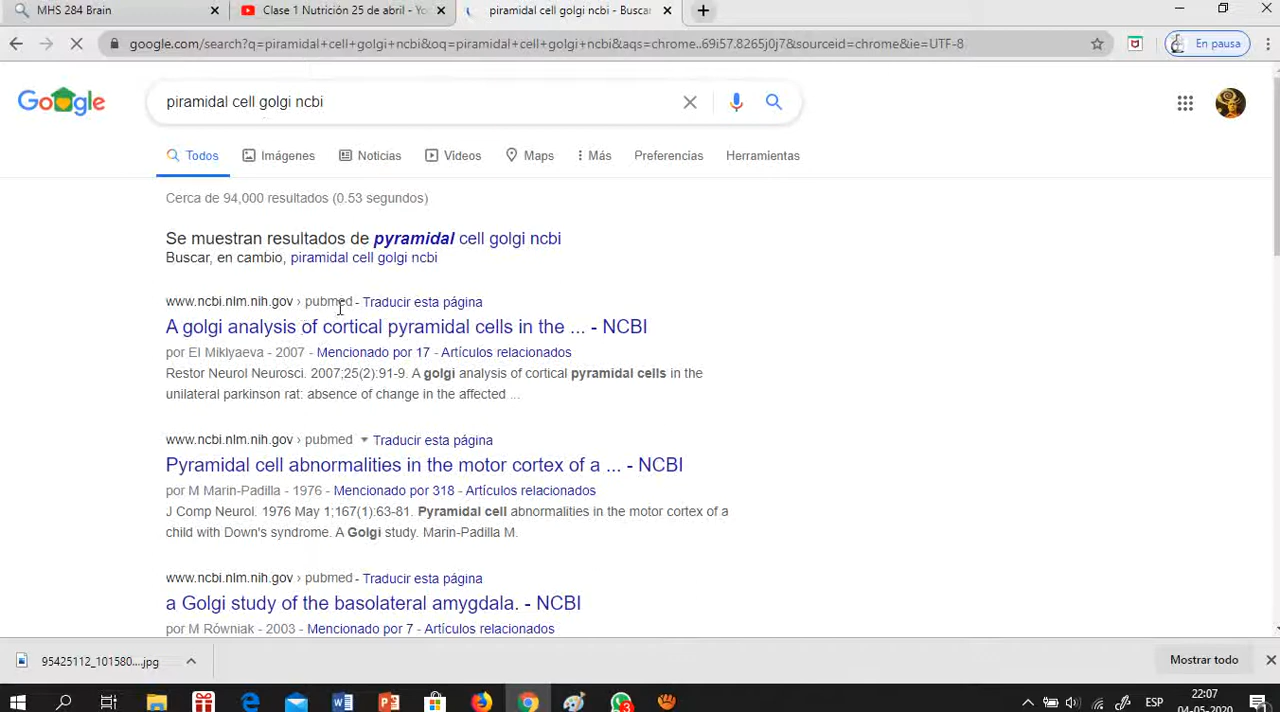 MHS 284 Brain
Clase 1 Nutrición 25 de abril - Yo
piramidal cell golgi ncbi - Buscar
google.com/search?q=piramidal+cell+golgi+ncbi&oq=piramidal+cell+golgi+ncbi&aqs=chrome..69i57.8265j0j7&sourceid=chrome&ie=UTF-8
En pausa
Google
piramidal cell golgi ncbi
Todos
Imágenes
Noticias
Videos
Maps
Más
Preferencias
Herramientas
Cerca de 94,000 resultados (0.53 segundos)
Se muestran resultados de pyramidal cell golgi ncbi
Buscar, en cambio, piramidal cell golgi ncbi
www.ncbi.nlm.nih.gov › pubmed - Traducir esta página
A golgi analysis of cortical pyramidal cells in the ... - NCBI
por EI Miklyaeva - 2007 - Mencionado por 17 - Artículos relacionados
Restor Neurol Neurosci. 2007;25(2):91-9. A golgi analysis of cortical pyramidal cells in the
unilateral parkinson rat: absence of change in the affected ...
www.ncbi.nlm.nih.gov › pubmed Traducir esta página
Pyramidal cell abnormalities in the motor cortex of a ... - NCBI
por M Marin-Padilla - 1976 - Mencionado por 318 - Artículos relacionados
J Comp Neurol. 1976 May 1;167(1):63-81. Pyramidal cell abnormalities in the motor cortex of a
child with Down's syndrome. A Golgi study. Marin-Padilla M.
www.ncbi.nlm.nih.gov › pubmed - Traducir esta página
a Golgi study of the basolateral amygdala. - NCBI
por M Równiak - 2003 - Mencionado por 7 - Artículos relacionados
95425112_101580....jpg
Mostrar todo
ESP
22:07
04-05-2020
3
1